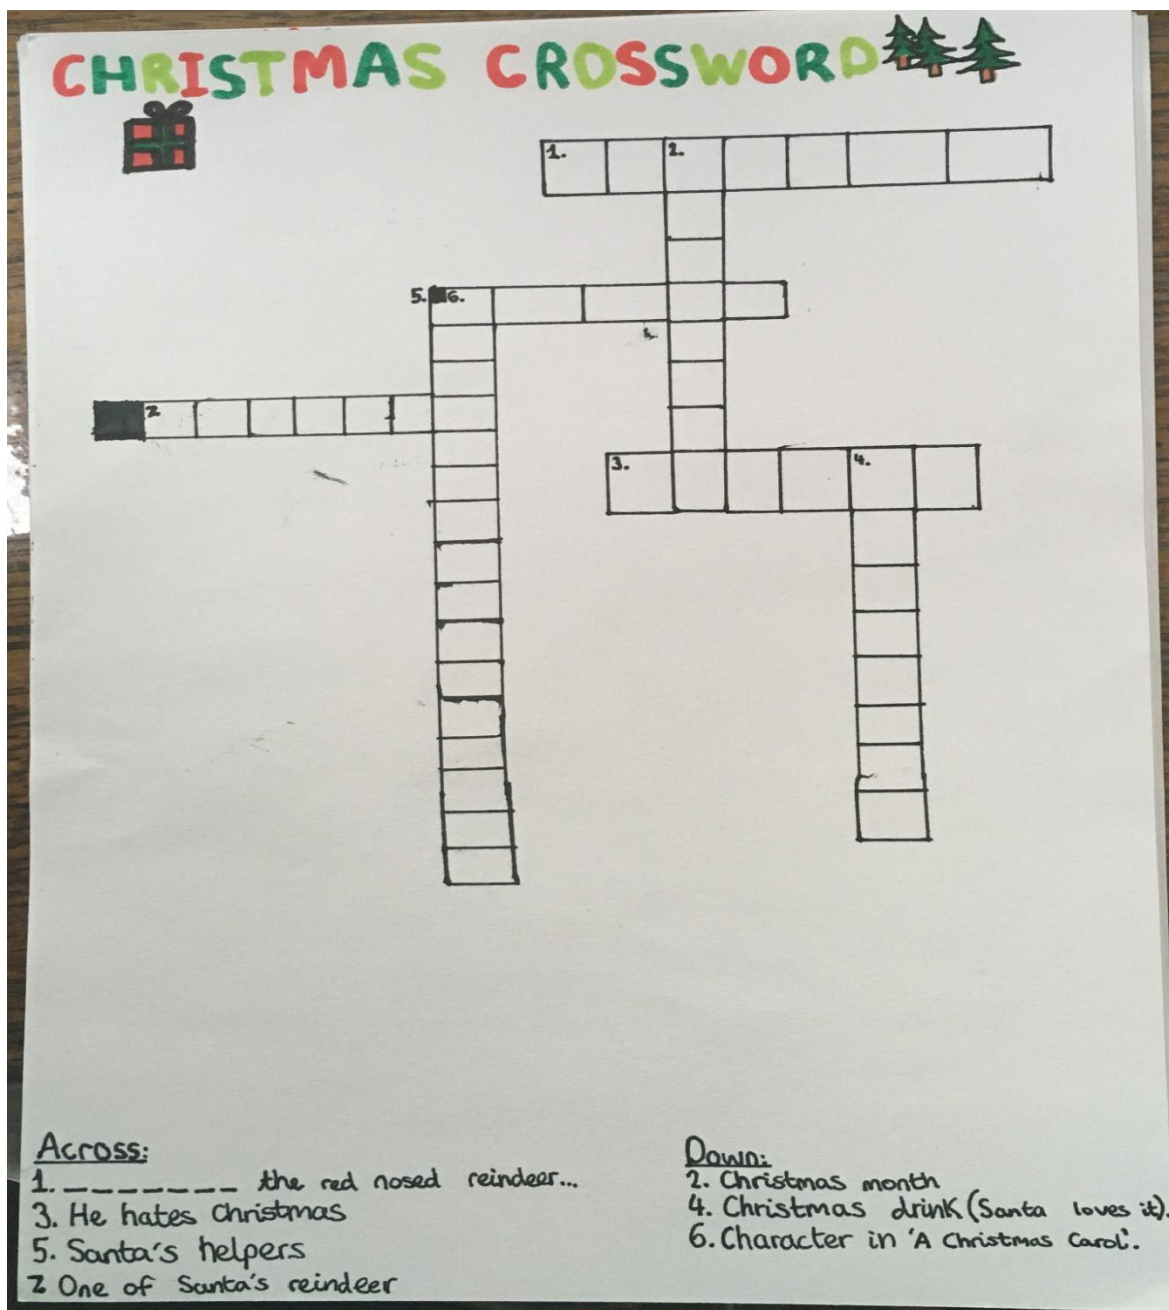 CHRISTMAS CROSSWORD
1. 2.
5. 6.
7
3. 4.
Across:
1. _ _ _ _ _ _ _ _ the red nosed reindeer...
3. He hates Christmas
5. Santa's helpers
7 One of Santa's reindeer
Down:
2. Christmas month
4. Christmas drink (Santa loves it).
6. Character in 'A Christmas Carol'.